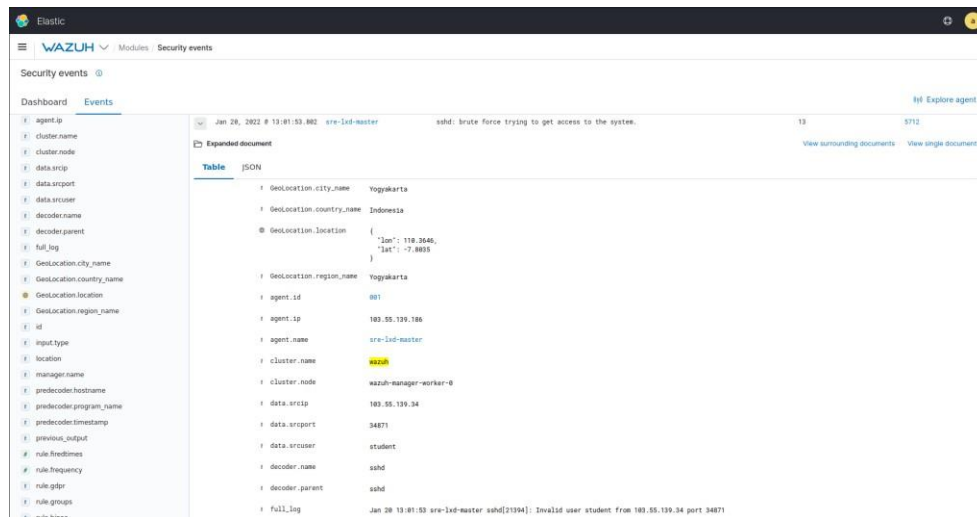 Elastic
a
WAZUH Modules Security events
Security events
Dashboard Events Explore agent
Jan 20, 2022 @ 13:01:53.802 sre-lxd-master sshd: brute force trying to get access to the system. 13 5712
Expanded document View surrounding documents View single document
Table JSON
t agent.ip
t cluster.name
t cluster.node
t data.srcip
t data.srcport
t data.srcuser
t decoder.name
t decoder.parent
t full_log
t GeoLocation.city_name
t GeoLocation.country_name
GeoLocation.location
t GeoLocation.region_name
t id
t input.type
t location
t manager.name
t predecoder.hostname
t predecoder.program_name
t predecoder.timestamp
t previous_output
# rule.firedtimes
# rule.frequency
t rule.gdpr
t rule.groups
t GeoLocation.city_name Yogyakarta
t GeoLocation.country_name Indonesia
GeoLocation.location {
"lon": 110.3646,
"lat": -7.8035
}
t GeoLocation.region_name Yogyakarta
t agent.id 001
t agent.ip 103.55.139.186
t agent.name sre-lxd-master
t cluster.name wazuh
t cluster.node wazuh-manager-worker-0
t data.srcip 103.55.139.34
t data.srcport 34871
t data.srcuser student
t decoder.name sshd
t decoder.parent sshd
t full_log Jan 20 13:01:53 sre-lxd-master sshd[21394]: Invalid user student from 103.55.139.34 port 34871